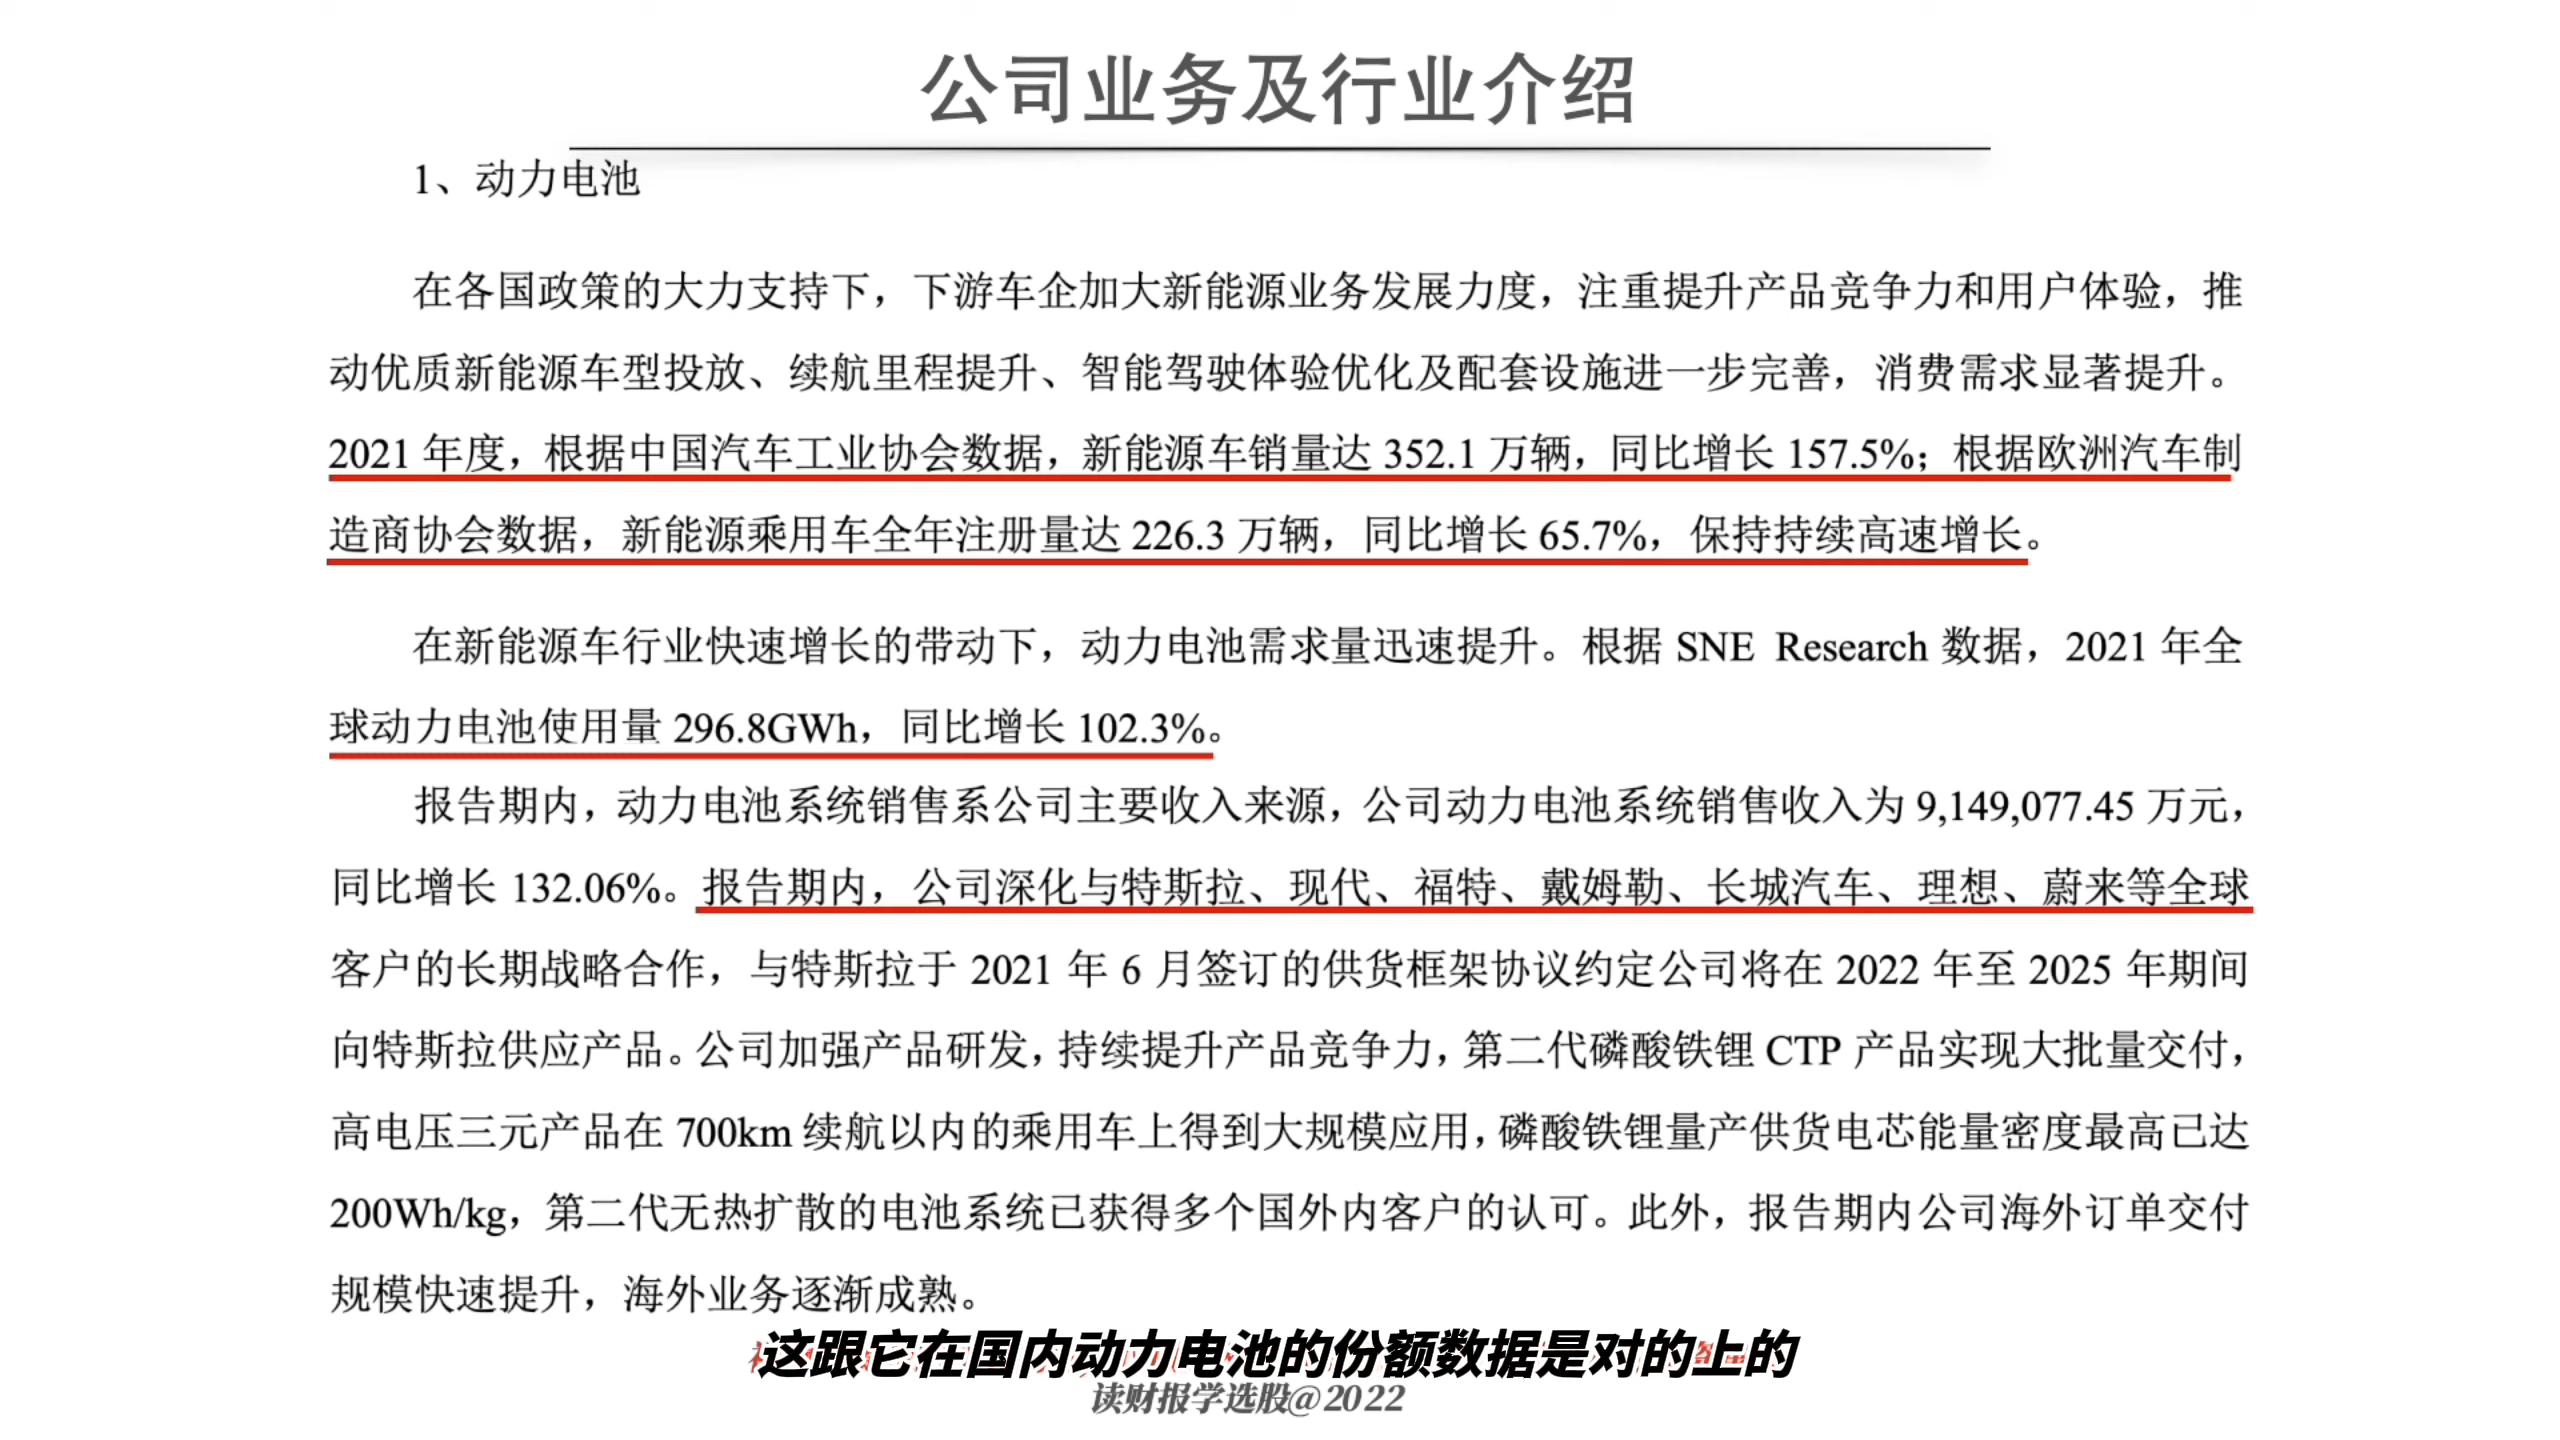 公司业务及行业介绍
1、动力电池
在各国政策的大力支持下，下游车企加大新能源业务发展力度，注重提升产品竞争力和用户体验，推
动优质新能源车型投放、续航里程提升、智能驾驶体验优化及配套设施进一步完善，消费需求显著提升。
2021 年度，根据中国汽车工业协会数据，新能源车销量达 352.1 万辆，同比增长 157.5%；根据欧洲汽车制
造商协会数据，新能源乘用车全年注册量达 226.3 万辆，同比增长 65.7%，保持持续高速增长。
在新能源车行业快速增长的带动下，动力电池需求量迅速提升。根据 SNE Research 数据，2021 年全
球动力电池使用量 296.8GWh，同比增长 102.3%。
报告期内，动力电池系统销售系公司主要收入来源，公司动力电池系统销售收入为 9,149,077.45 万元，
同比增长 132.06%。报告期内，公司深化与特斯拉、现代、福特、戴姆勒、长城汽车、理想、蔚来等全球
客户的长期战略合作，与特斯拉于 2021 年 6 月签订的供货框架协议约定公司将在 2022 年至 2025 年期间
向特斯拉供应产品。公司加强产品研发，持续提升产品竞争力，第二代磷酸铁锂 CTP 产品实现大批量交付，
高电压三元产品在 700km 续航以内的乘用车上得到大规模应用，磷酸铁锂量产供货电芯能量密度最高已达
200Wh/kg，第二代无热扩散的电池系统已获得多个国外内客户的认可。此外，报告期内公司海外订单交付
规模快速提升，海外业务逐渐成熟。
这跟它在国内动力电池的份额数据是对的上的
读财报学选股@2022